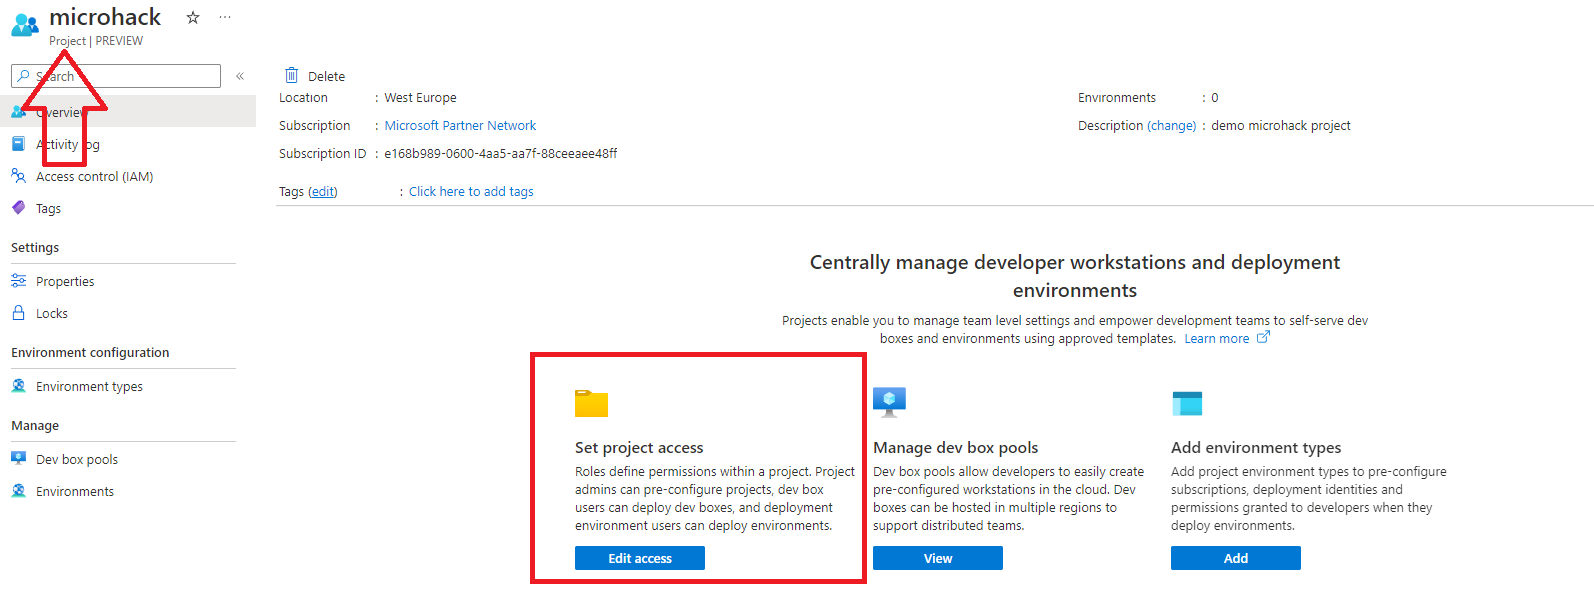 microhack
Project | PREVIEW
Search
«
Overview
Activity log
Access control (IAM)
Tags
Settings
Properties
Locks
Environment configuration
Environment types
Manage
Dev box pools
Environments
Delete
Location : West Europe
Subscription : Microsoft Partner Network
Subscription ID : e168b989-0600-4aa5-aa7f-88ceeaee48ff
Tags (edit) : Click here to add tags
Environments : 0
Description (change) : demo microhack project
Centrally manage developer workstations and deployment
environments
Projects enable you to manage team level settings and empower development teams to self-serve dev
boxes and environments using approved templates. Learn more
Set project access
Roles define permissions within a project. Project
admins can pre-configure projects, dev box
users can deploy dev boxes, and deployment
environment users can deploy environments.
Edit access
Manage dev box pools
Dev box pools allow developers to easily create
pre-configured workstations in the cloud. Dev
boxes can be hosted in multiple regions to
support distributed teams.
View
Add environment types
Add project environment types to pre-configure
subscriptions, deployment identities and
permissions granted to developers when they
deploy environments.
Add